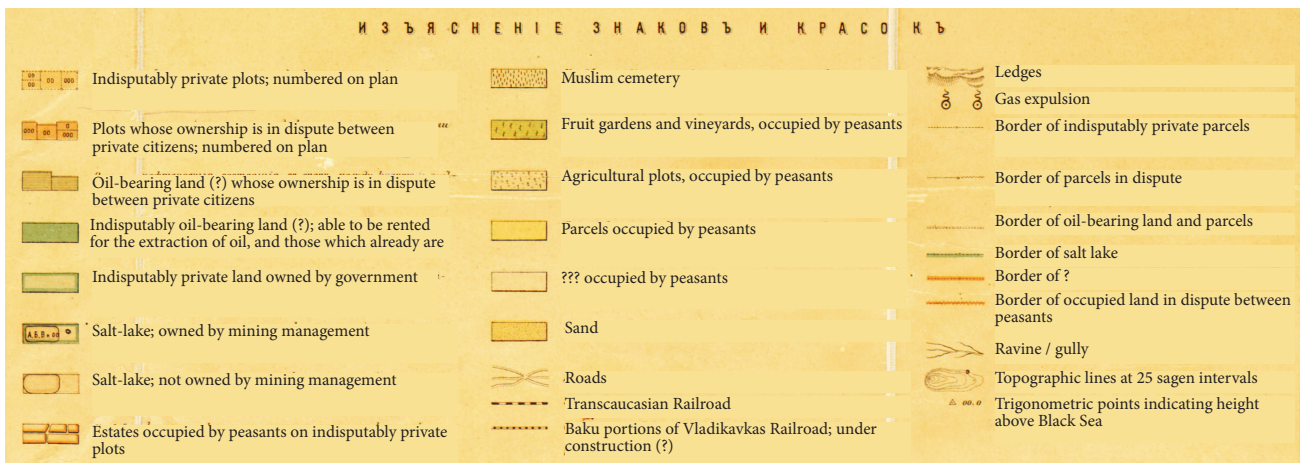 ИЗЪЯСНЕНІЕ ЗНАКОВЪ И КРАСОКЪ
Indisputably private plots; numbered on plan
Plots whose ownership is in dispute between
private citizens; numbered on plan
Oil-bearing land (?) whose ownership is in dispute
between private citizens
Indisputably oil-bearing land (?); able to be rented
for the extraction of oil, and those which already are
Indisputably private land owned by government
А.Б.В = 00
Salt-lake; owned by mining management
Salt-lake; not owned by mining management
Estates occupied by peasants on indisputably private
plots
Muslim cemetery
Fruit gardens and vineyards, occupied by peasants
Agricultural plots, occupied by peasants
Parcels occupied by peasants
??? occupied by peasants
Sand
Roads
Transcaucasian Railroad
Baku portions of Vladikavkas Railroad; under
construction (?)
Ledges
Gas expulsion
Border of indisputably private parcels
Border of parcels in dispute
Border of oil-bearing land and parcels
Border of salt lake
Border of ?
Border of occupied land in dispute between
peasants
Ravine / gully
Topographic lines at 25 sagen intervals
00.0
Trigonometric points indicating height
above Black Sea